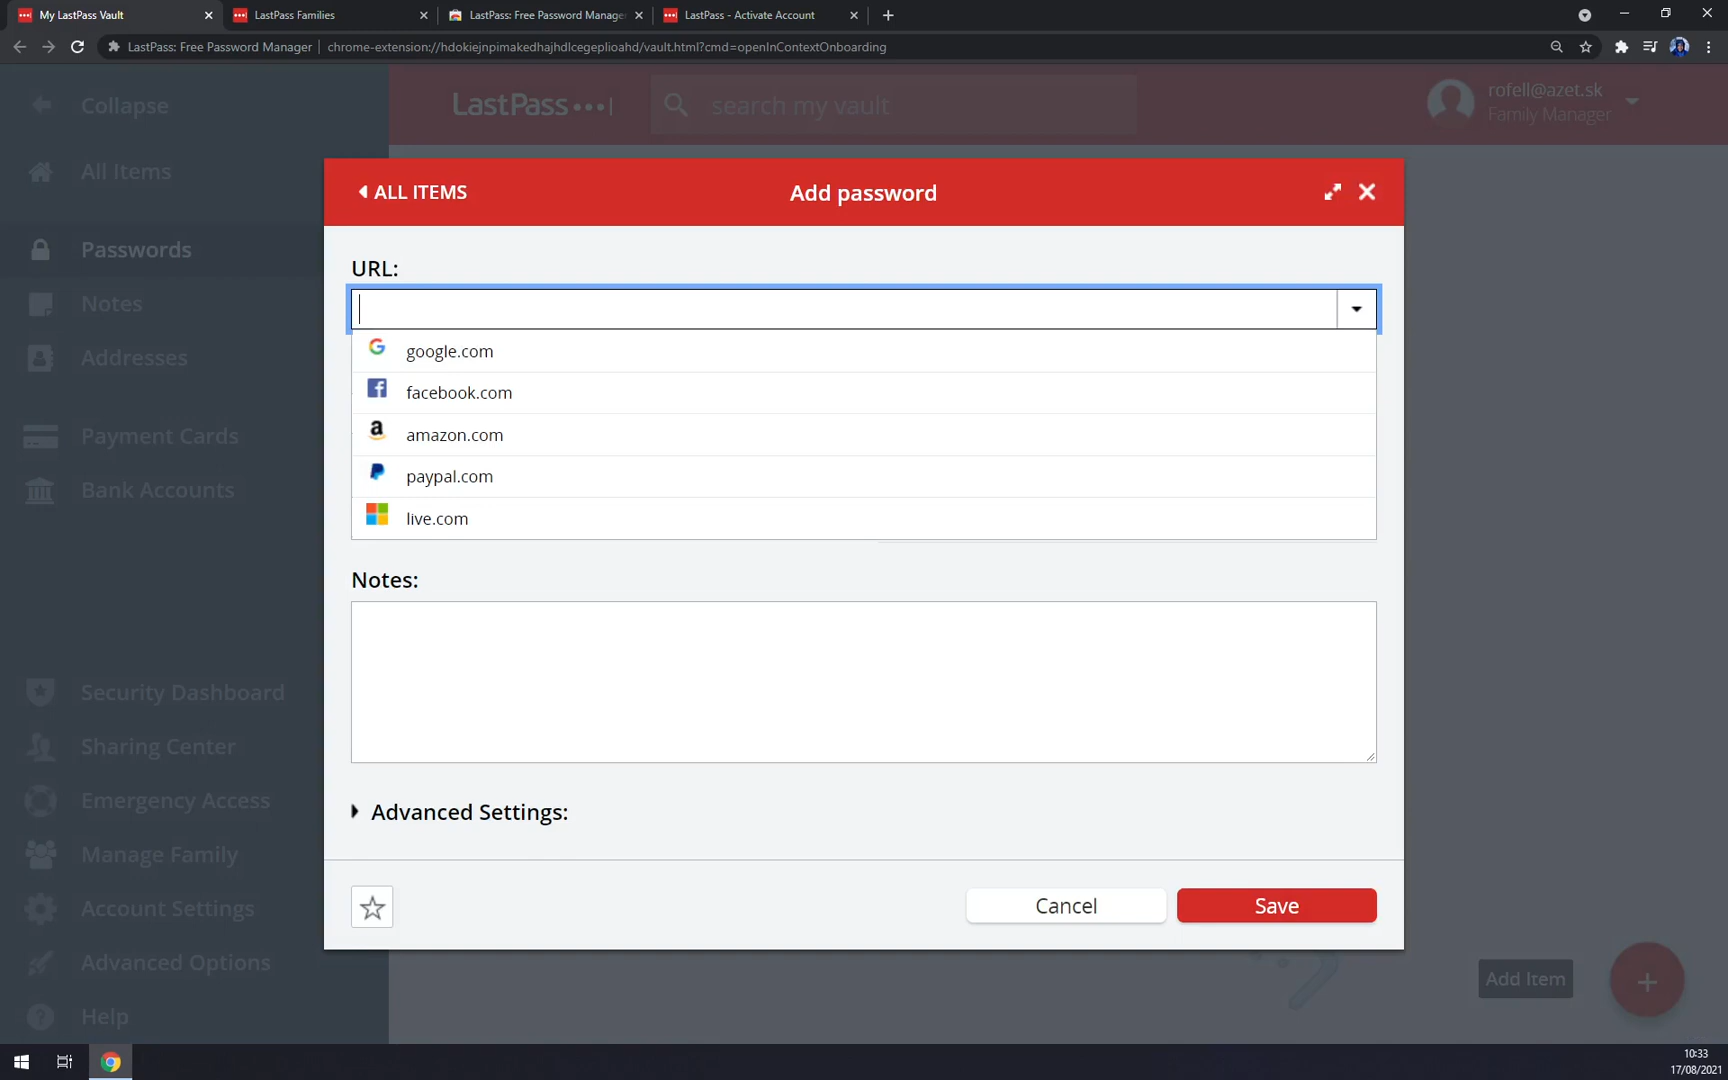 My LastPass Vault
LastPass Families
LastPass: Free Password Manage
LastPass - Activate Account
LastPass: Free Password Manager
chrome-extension://hdokiejnpimakedhajhdlcegeplioahd/vault.html?cmd=openInContextOnboarding
Collapse
LastPass
search my vault
rofell@azet.sk
Family Manager
All Items
Passwords
Notes
Addresses
Payment Cards
Bank Accounts
Security Dashboard
Sharing Center
Emergency Access
Manage Family
Account Settings
Advanced Options
Help
ALL ITEMS
Add password
URL:
google.com
facebook.com
amazon.com
paypal.com
live.com
Notes:
Advanced Settings:
Cancel
Save
Add Item
10:33
17/08/2021